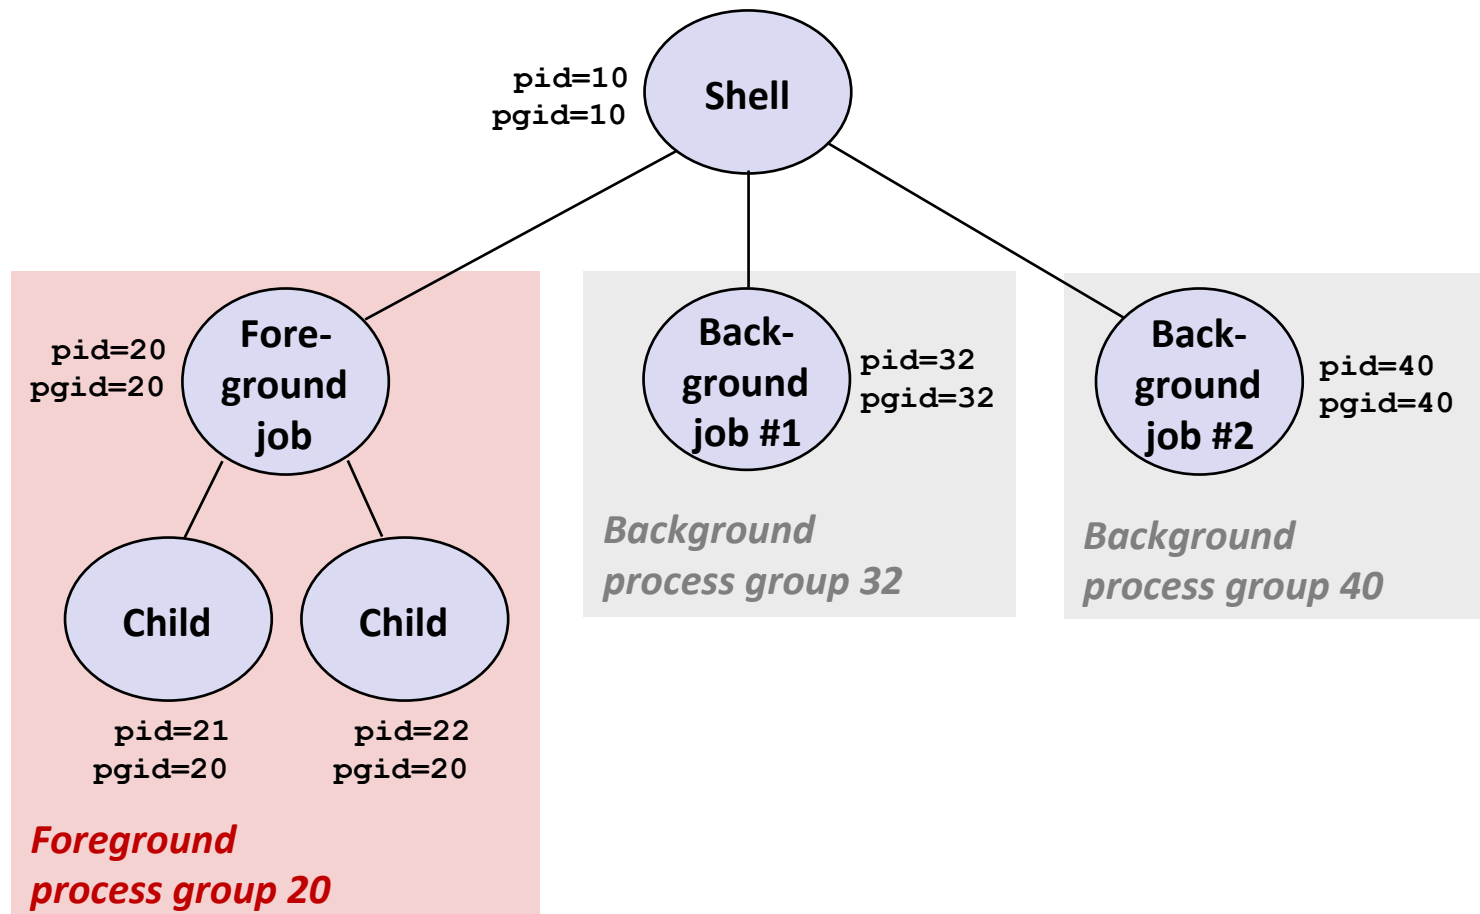 pid=10
pgid=10
Shell
pid=20
pgid=20
Fore-
ground
job
Back-
ground
job #1
pid=32
pgid=32
Back-
ground
job #2
pid=40
pgid=40
Background
process group 32
Background
process group 40
Child
Child
pid=21
pgid=20
pid=22
pgid=20
Foreground
process group 20